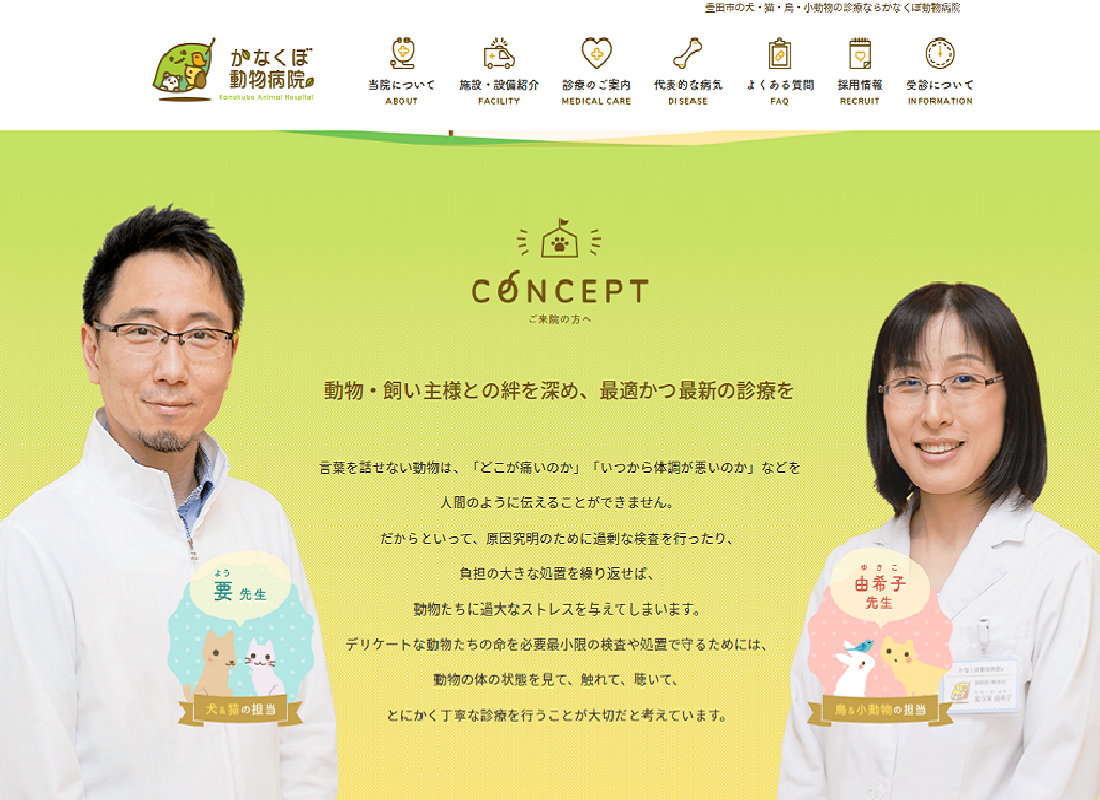 豊田市の犬・猫・鳥・小動物の診療ならかなくぼ動物病院
かなくぼ
動物病院
Kanakubo Animal Hospital
当院について
ABOUT
施設・設備紹介
FACILITY
診療のご案内
MEDICAL CARE
代表的な病気
DISEASE
よくある質問
FAQ
採用情報
RECRUIT
受診について
INFORMATION
CONCEPT
ご来院の方へ
動物・飼い主様との絆を深め、最適かつ最新の診療を
言葉を話せない動物は、「どこが痛いのか」「いつから体調が悪いのか」などを
人間のように伝えることができません。
だからといって、原因究明のために過剰な検査を行ったり、
負担の大きな処置を繰り返せば、
動物たちに過大なストレスを与えてしまいます。
デリケートな動物たちの命を必要最小限の検査や処置で守るためには、
動物の体の状態を見て、触れて、聴いて、
とにかく丁寧な診療を行うことが大切だと考えています。
よう
要 先生
犬&猫の担当
ゆきこ
由希子
先生
鳥&小動物の担当
かなくぼ動物病院